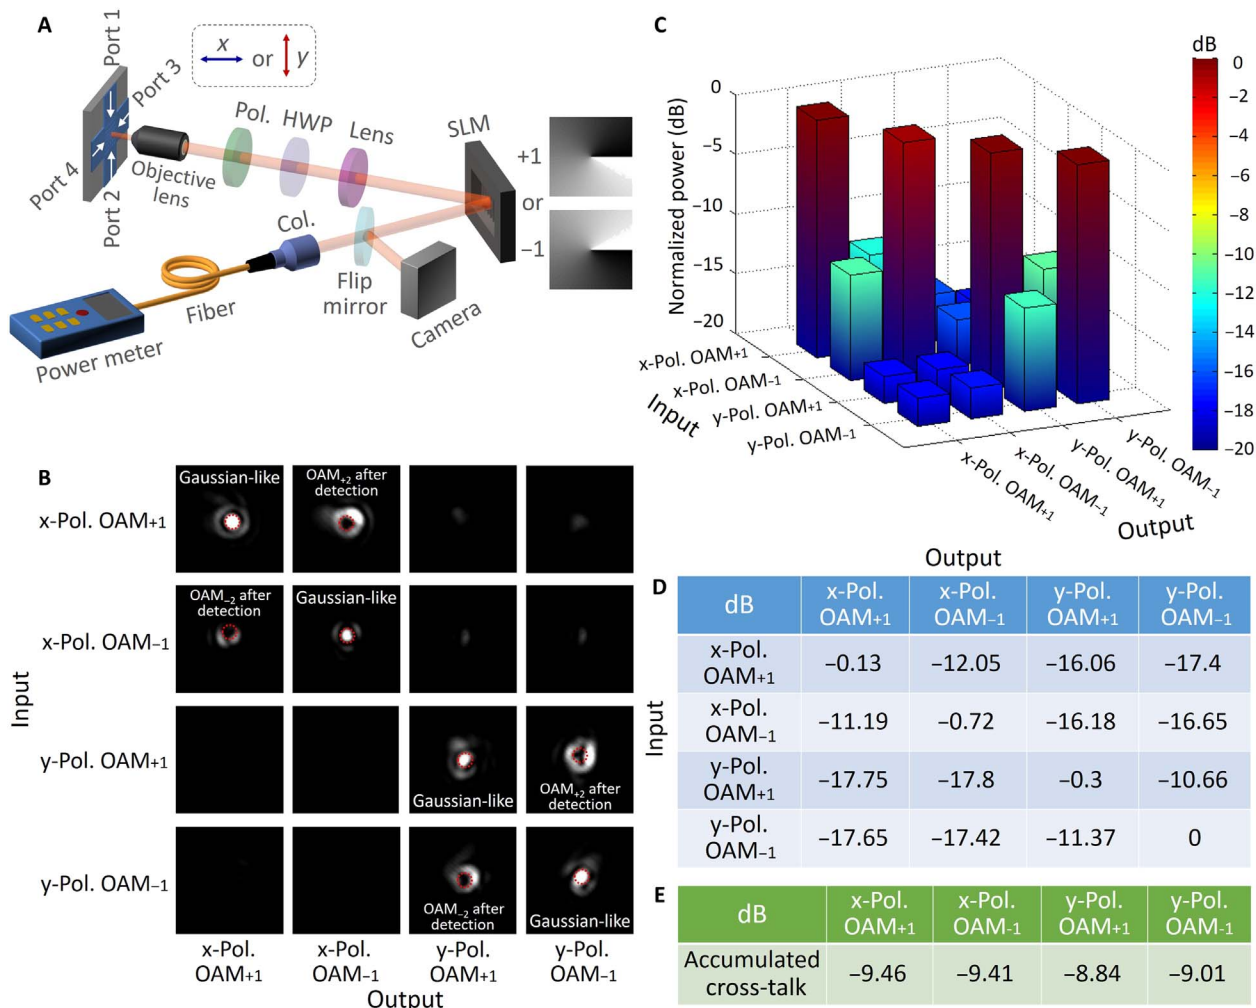 A
x
or
y
Port 1
Port 3
Port 4
Port 2
Objective
lens
Pol.
HWP
Lens
SLM
+1
or
−1
Col.
Flip
mirror
Camera
Fiber
Power meter
B
Input
x-Pol. OAM+1
x-Pol. OAM−1
y-Pol. OAM+1
y-Pol. OAM−1
Gaussian-like
OAM+2 after
detection
OAM−2 after
detection
Gaussian-like
Gaussian-like
OAM+2 after
detection
OAM−2 after
detection
Gaussian-like
x-Pol.
OAM+1
x-Pol.
OAM−1
y-Pol.
OAM+1
y-Pol.
OAM−1
Output
C
Normalized power (dB)
0
−5
−10
−15
−20
x-Pol. OAM+1
x-Pol. OAM−1
y-Pol. OAM+1
y-Pol. OAM−1
Input
x-Pol. OAM+1
x-Pol. OAM−1
y-Pol. OAM+1
y-Pol. OAM−1
Output
dB
0
−2
−4
−6
−8
−10
−12
−14
−16
−18
−20
D
Output
Input
dB
x-Pol.
OAM+1
x-Pol.
OAM−1
y-Pol.
OAM+1
y-Pol.
OAM−1
x-Pol.
OAM+1
−0.13 −12.05 −16.06 −17.4
x-Pol.
OAM−1
−11.19 −0.72 −16.18 −16.65
y-Pol.
OAM+1
−17.75 −17.8 −0.3 −10.66
y-Pol.
OAM−1
−17.65 −17.42 −11.37 0
E
dB
x-Pol.
OAM+1
x-Pol.
OAM−1
y-Pol.
OAM+1
y-Pol.
OAM−1
Accumulated
cross-talk
−9.46 −9.41 −8.84 −9.01